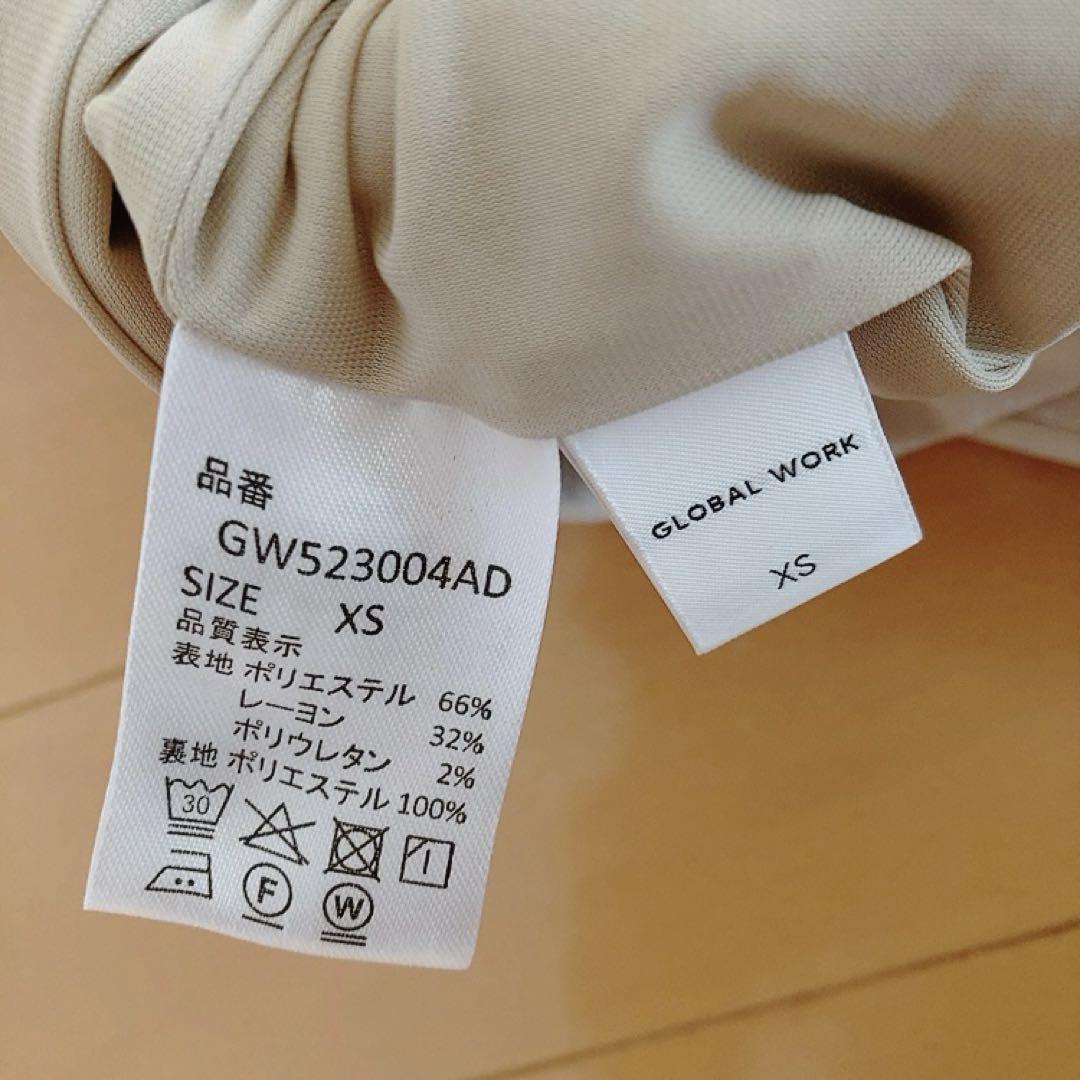 品番
GW523004AD
SIZE XS
品質表示
表地 ポリエステル 66%
レーヨン 32%
ポリウレタン 2%
裏地 ポリエステル 100%
30
F
W
GLOBAL WORK
XS